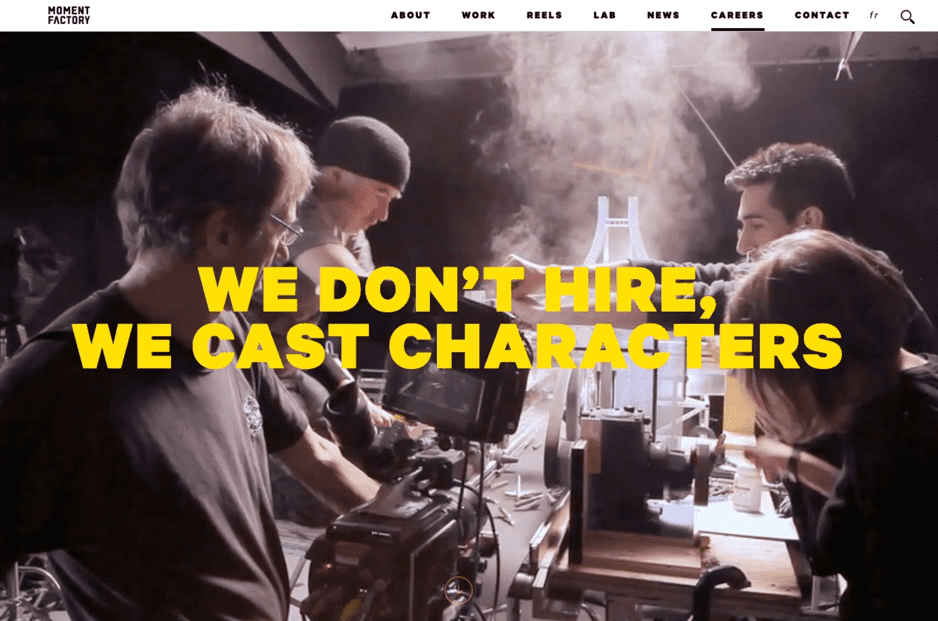 MOMENT
FACTORY
ABOUT WORK REELS LAB NEWS CAREERS CONTACT fr
WE DON’T HIRE,
WE CAST CHARACTERS